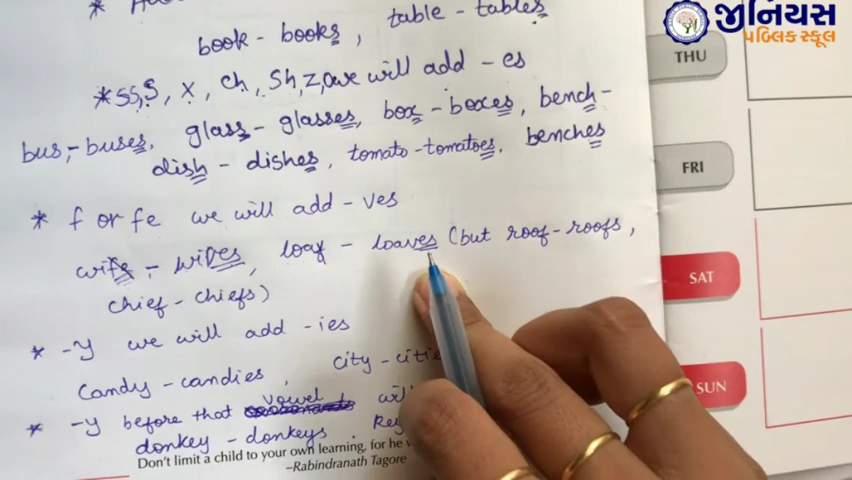 જીનિયસ
પબ્લિક સ્કૂલ
book - books, table - tables
*ss,s, x, ch, sh, z,o we will add - es
bus,- buses, glass - glasses, box - boxes, bench -
dish - dishes, tomato - tomatoes, benches
* f or fe we will add - ves
wife - wives, loaf - loaves (but roof - roofs,
chief - chiefs)
* -y we will add - ies
Candy - candies, city - citie
* -y before that vowel will
donkey - donkeys
Don't limit a child to your own learning, for he
–Rabindranath Tagore
THU
FRI
SAT
SUN